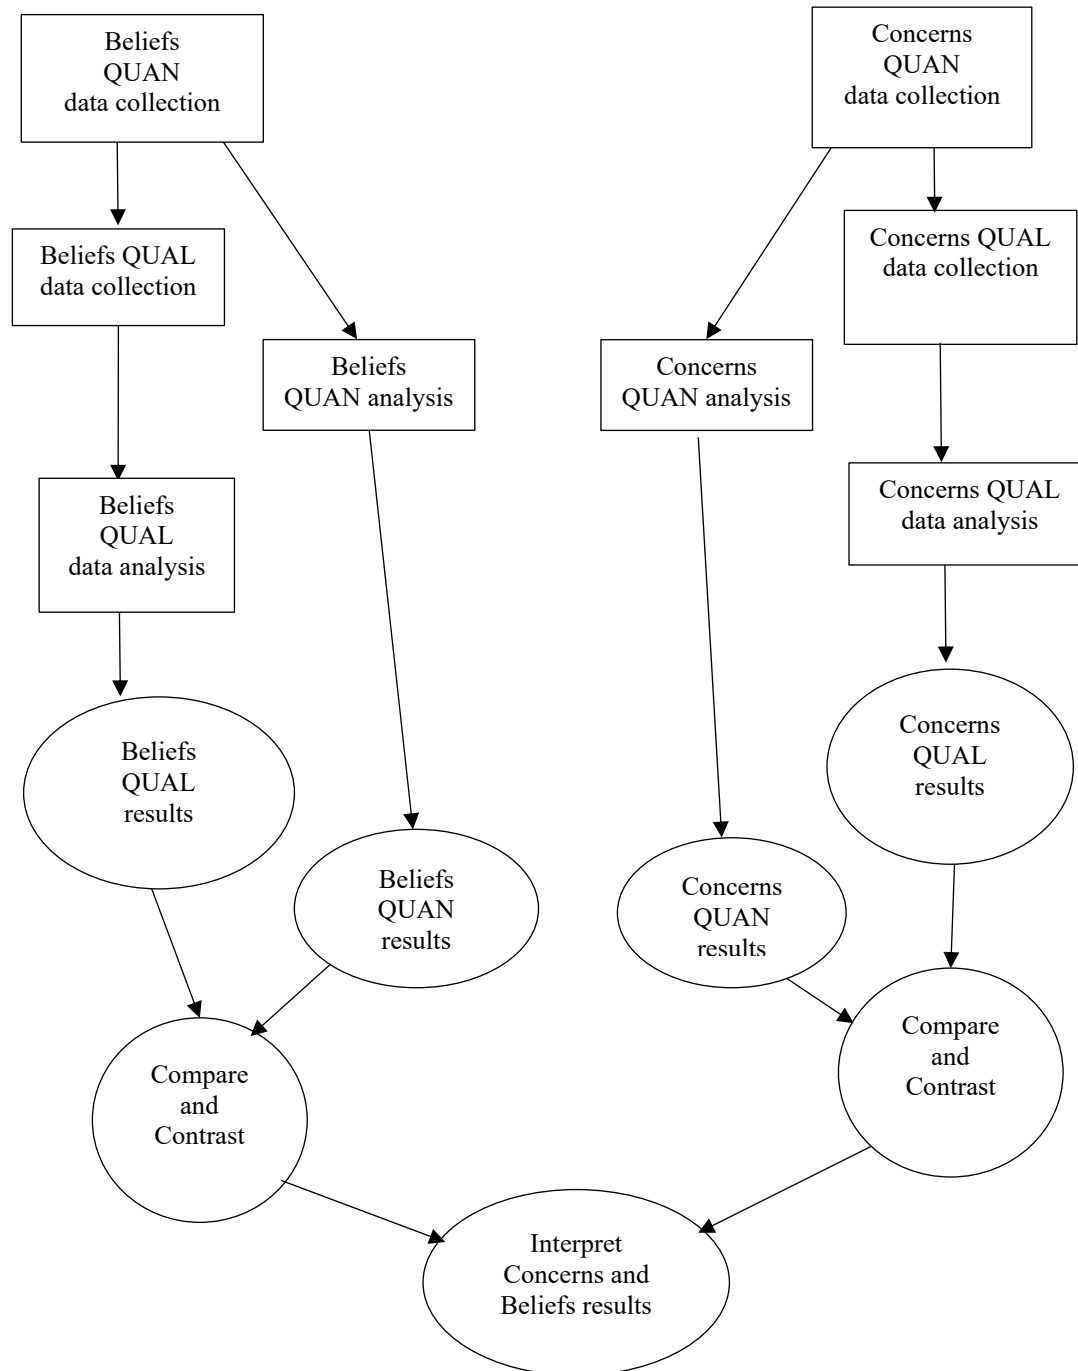 Beliefs
QUAN
data collection
Concerns
QUAN
data collection
Beliefs QUAL
data collection
Concerns QUAL
data collection
Beliefs
QUAN analysis
Concerns
QUAN analysis
Beliefs
QUAL
data analysis
Concerns QUAL
data analysis
Beliefs
QUAL
results
Concerns
QUAL
results
Beliefs
QUAN
results
Concerns
QUAN
results
Compare
and
Contrast
Compare
and
Contrast
Interpret
Concerns and
Beliefs results